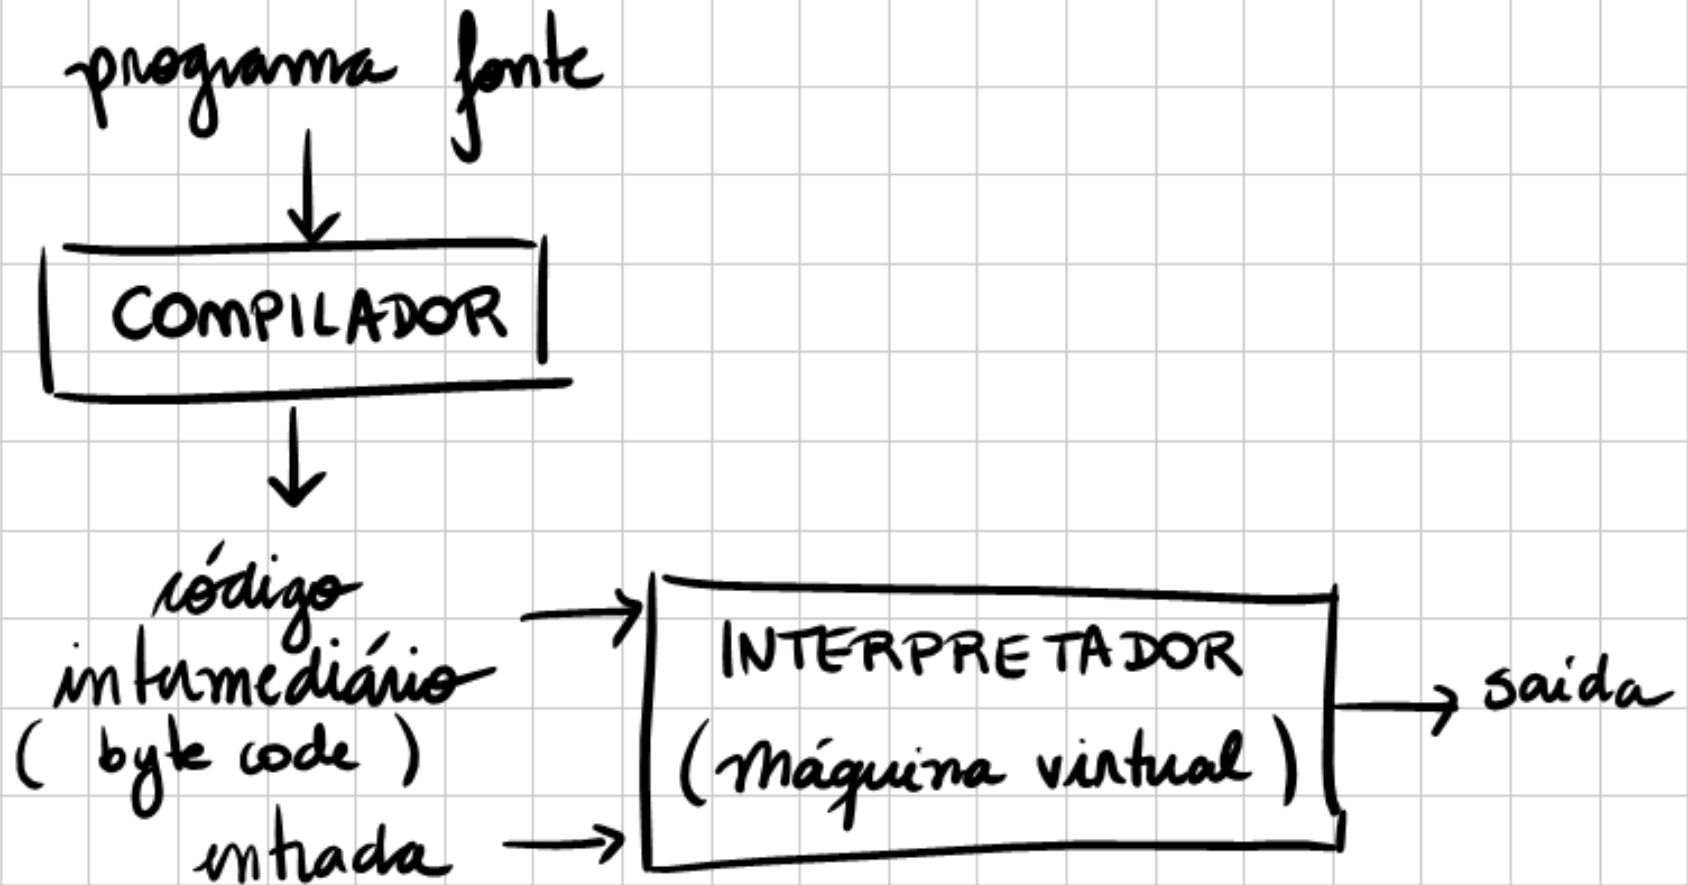 programa fonte
COMPILADOR
código
intermediário
( byte code )
entrada
INTERPRETADOR
(máquina virtual)
saída